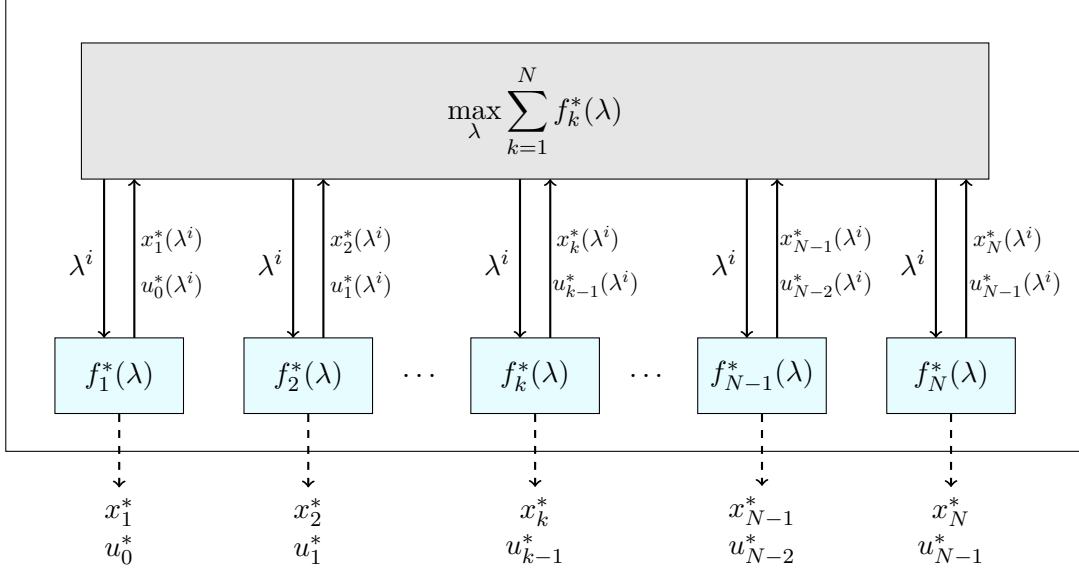 max_λ ∑_{k=1}^{N} f_k^*(λ)
λ^i x_1^*(λ^i) u_0^*(λ^i) λ^i x_2^*(λ^i) u_1^*(λ^i) λ^i x_k^*(λ^i) u_{k-1}^*(λ^i) λ^i x_{N-1}^*(λ^i) u_{N-2}^*(λ^i) λ^i x_N^*(λ^i) u_{N-1}^*(λ^i)
f_1^*(λ) f_2^*(λ) ··· f_k^*(λ) ··· f_{N-1}^*(λ) f_N^*(λ)
x_1^* x_2^* x_k^* x_{N-1}^* x_N^*
u_0^* u_1^* u_{k-1}^* u_{N-2}^* u_{N-1}^*